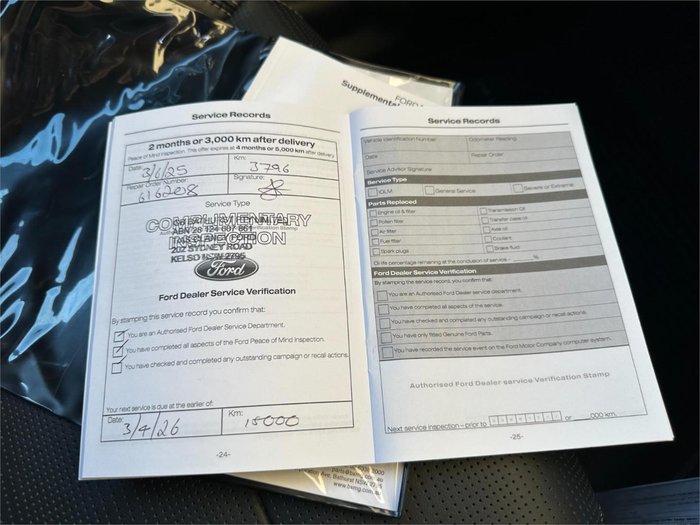 FORD
Supplemental
Service Records
2 months or 3,000 km after delivery
Peace of Mind Inspection. This offer expires at 4 months or 5,000 km after delivery
Date: 3/6/25
Km: 3796
Repair Order Number:
Signature:
Service Type
COMPLIMENTARY
INSPECTION
ABN 28 124 607 661
202 SYDNEY ROAD
KELSO NSW 2795
Ford
Ford Dealer Service Verification
By stamping this service record you confirm that:
You are an Authorised Ford Dealer Service Department.
You have completed all aspects of the Ford Peace of Mind Inspection.
You have checked and completed any outstanding campaign or recall actions.
Your next service is due at the earlier of:
Date: 3/4/26
Km: 15000
-24-
Service Records
Vehicle Identification Number
Odometer Reading
Date
Repair Order
Service Advisor Signature
Service Type
IOLM
General Service
Severe or Extreme
Parts Replaced
Engine oil & filter
Transmission Oil
Pollen filter
Transfer case oil
Air filter
Axle oil
Fuel filter
Coolant
Spark plugs
Brake fluid
Oil life percentage remaining at the conclusion of service - %
Ford Dealer Service Verification
By stamping the service record, you confirm that:
You are an Authorised Ford Dealer service department.
You have completed all aspects of the service.
You have checked and completed any outstanding campaign or recall actions.
You have only fitted Genuine Ford Parts.
You have recorded the service event on the Ford Motor Company computer system.
Authorised Ford Dealer service Verification Stamp
Next service inspection - prior to or ,000 km.
-25-
Bathurst NSW 2795
www.bsmg.com.au